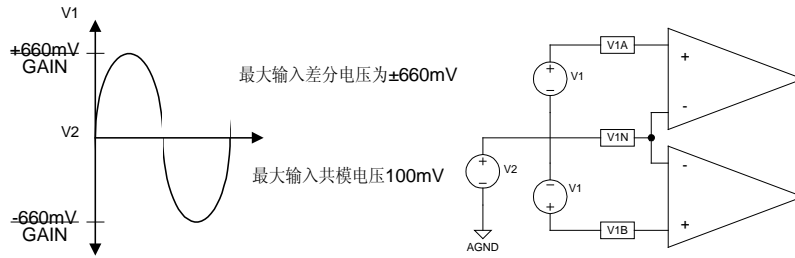 V1
+660mV
GAIN
V2
-660mV
GAIN
最大输入差分电压为±660mV
最大输入共模电压100mV
V1A
+
+
V1
−
-
V1N
+
V2
−
-
−
V1
+
+
V1B
AGND